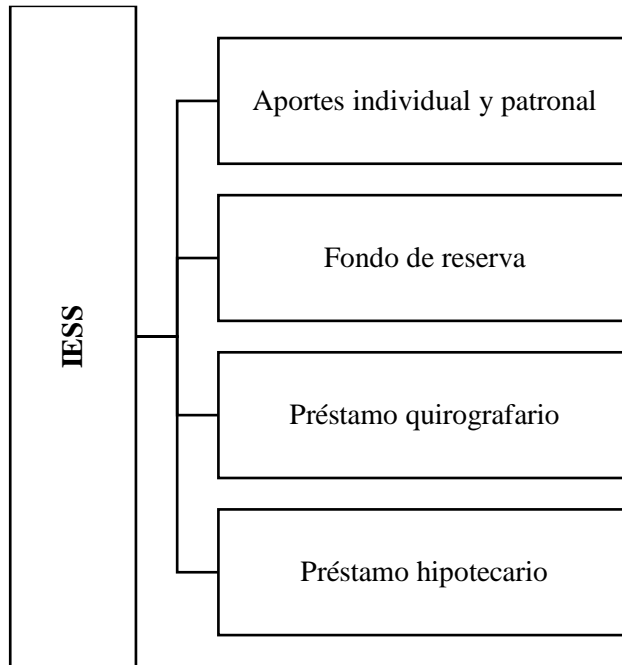 IESS
Aportes individual y patronal
Fondo de reserva
Préstamo quirografario
Préstamo hipotecario